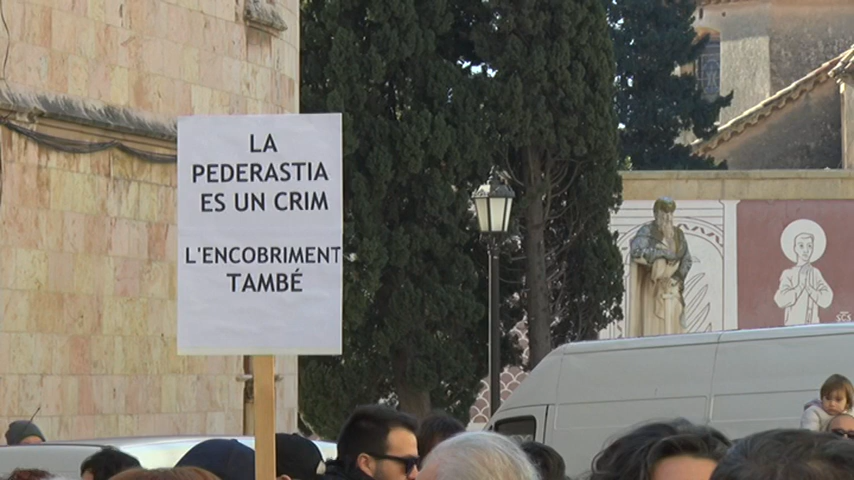 LA
PEDERASTIA
ES UN CRIM
L'ENCOBRIMENT
TAMBÉ